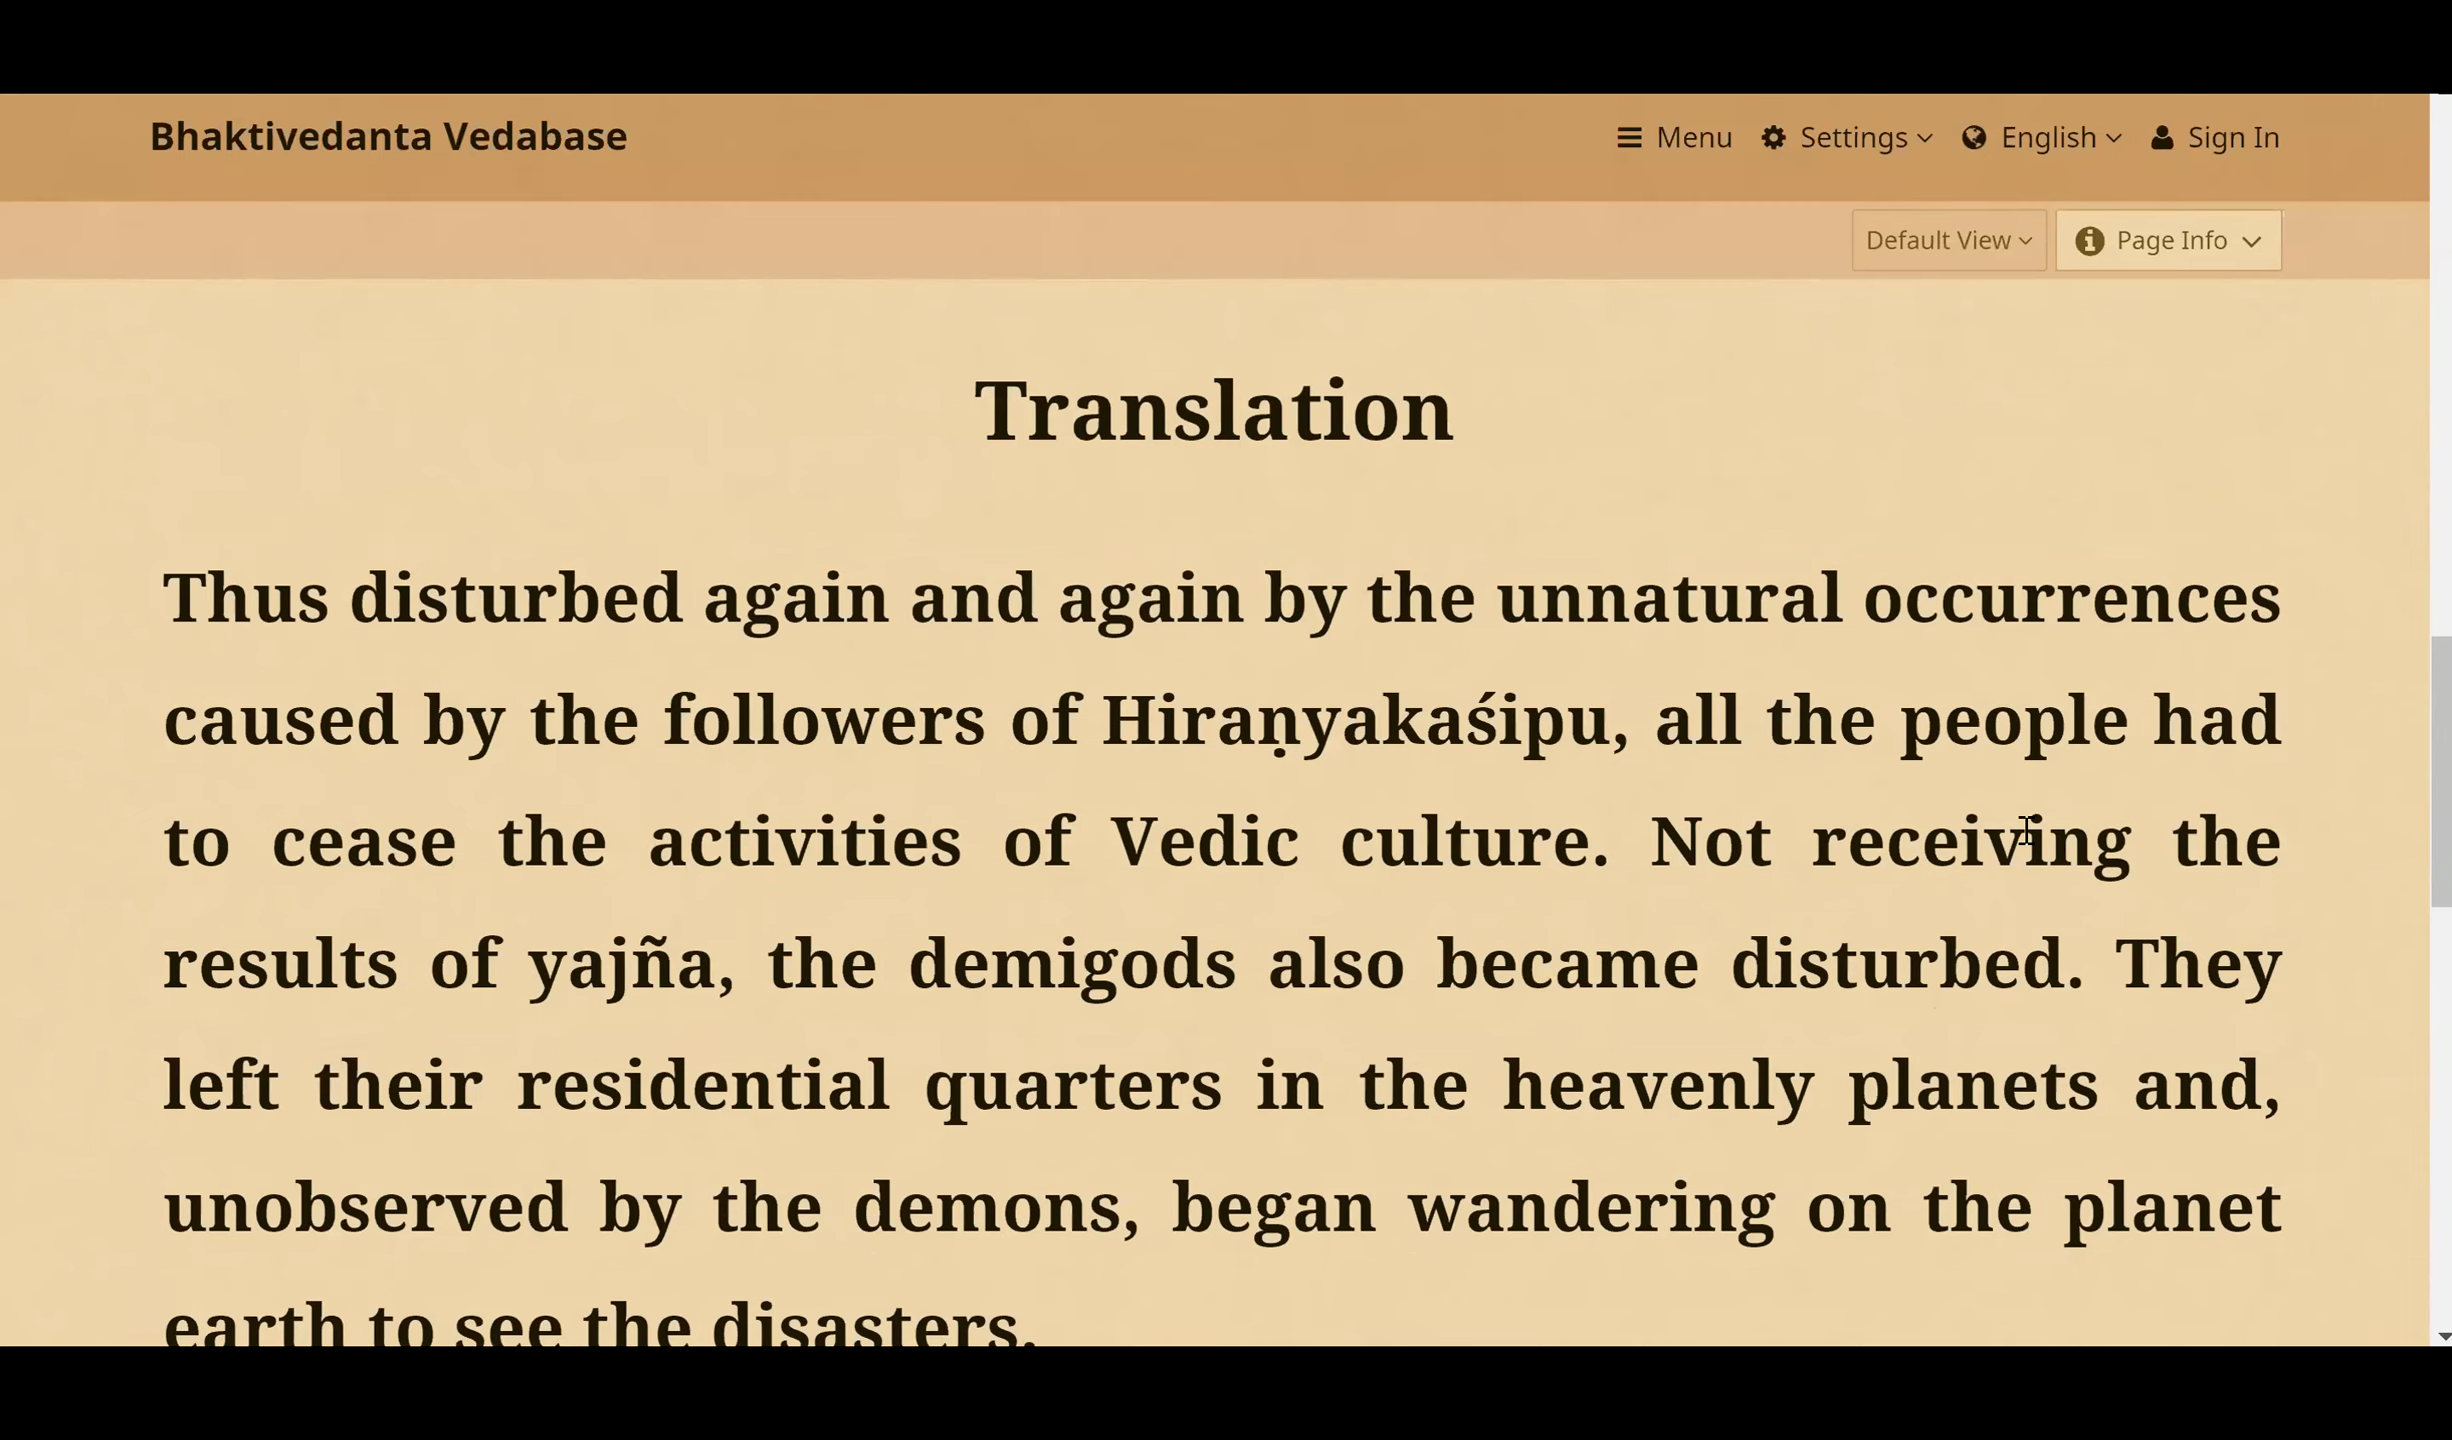 Bhaktivedanta Vedabase
Menu Settings English Sign In
Default View Page Info
Translation
Thus disturbed again and again by the unnatural occurrences
caused by the followers of Hiraṇyakaśipu, all the people had
to cease the activities of Vedic culture. Not receiving the
results of yajña, the demigods also became disturbed. They
left their residential quarters in the heavenly planets and,
unobserved by the demons, began wandering on the planet
earth to see the disasters.